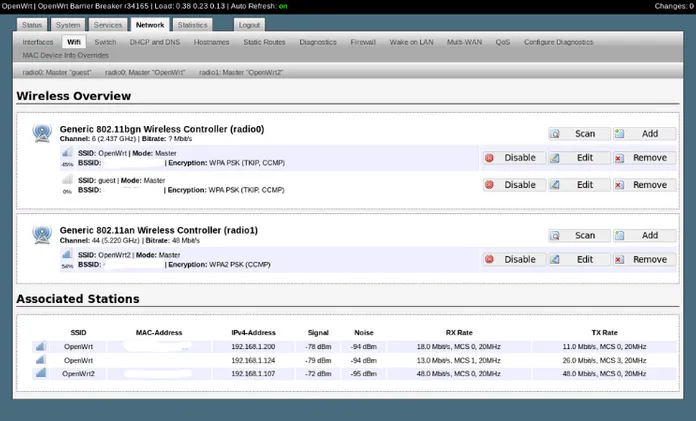 OpenWrt | OpenWrt Barrier Breaker r34165 | Load: 0.38 0.23 0.13 | Auto Refresh: on Changes: 0
Status System Services Network Statistics Logout
Interfaces Wifi Switch DHCP and DNS Hostnames Static Routes Diagnostics Firewall Wake on LAN Multi-WAN QoS Configure Diagnostics
MAC Device Info Overrides
radio0: Master "guest" radio0: Master "OpenWrt" radio1: Master "OpenWrt2"
Wireless Overview
Generic 802.11bgn Wireless Controller (radio0)
Channel: 6 (2.437 GHz) | Bitrate: ? Mbit/s
Scan Add
SSID: OpenWrt | Mode: Master
45% BSSID: | Encryption: WPA PSK (TKIP, CCMP)
Disable Edit Remove
SSID: guest | Mode: Master
0% BSSID: | Encryption: WPA PSK (TKIP, CCMP)
Disable Edit Remove
Generic 802.11an Wireless Controller (radio1)
Channel: 44 (5.220 GHz) | Bitrate: 48 Mbit/s
Scan Add
SSID: OpenWrt2 | Mode: Master
54% BSSID: | Encryption: WPA2 PSK (CCMP)
Disable Edit Remove
Associated Stations
SSID MAC-Address IPv4-Address Signal Noise RX Rate TX Rate
OpenWrt 192.168.1.200 -78 dBm -94 dBm 18.0 Mbit/s, MCS 0, 20MHz 11.0 Mbit/s, MCS 0, 20MHz
OpenWrt 192.168.1.124 -79 dBm -94 dBm 13.0 Mbit/s, MCS 1, 20MHz 26.0 Mbit/s, MCS 3, 20MHz
OpenWrt2 192.168.1.107 -72 dBm -95 dBm 48.0 Mbit/s, MCS 0, 20MHz 48.0 Mbit/s, MCS 0, 20MHz